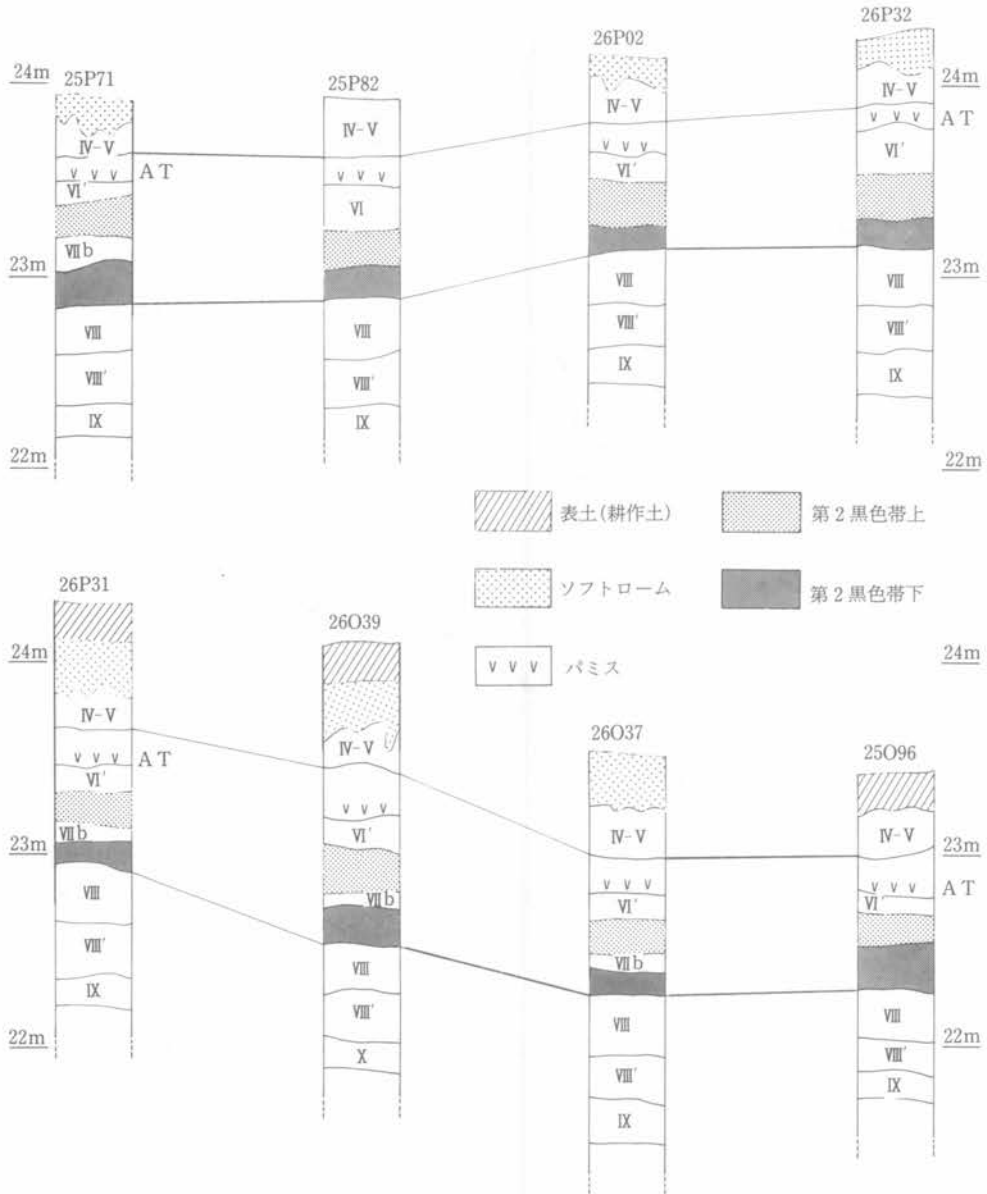 26P32
26P02
24m
25P71
25P82
24m
IV-V
IV-V
IV-V
IV-V
AT
AT
VI′
VI
VI′
VI′
VIIb
23m
23m
VIII
VIII
VIII
VIII
VIII′
VIII′
VIII′
VIII′
IX
IX
IX
IX
22m
22m
表土(耕作土)
第2黒色帯上
ソフトローム
第2黒色帯下
パミス
26P31
26O39
24m
24m
26O37
25O96
IV-V
IV-V
IV-V
IV-V
AT
AT
VI′
VI′
VI′
VI′
23m
23m
VIIb
VIIb
VIIb
VIII
VIII
VIII
VIII
VIII′
VIII′
VIII′
VIII′
IX
X
IX
IX
22m
22m